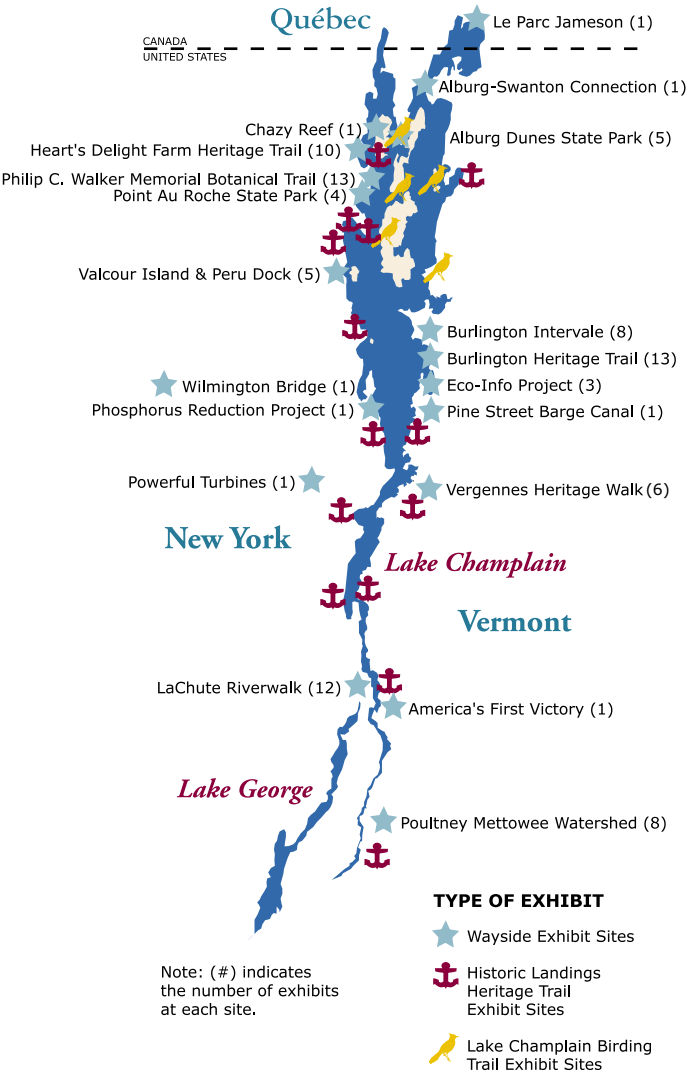 Québec
Le Parc Jameson (1)
CANADA
UNITED STATES
Alburg-Swanton Connection (1)
Chazy Reef (1)
Alburg Dunes State Park (5)
Heart's Delight Farm Heritage Trail (10)
Philip C. Walker Memorial Botanical Trail (13)
Point Au Roche State Park (4)
Valcour Island & Peru Dock (5)
Burlington Intervale (8)
Burlington Heritage Trail (13)
Wilmington Bridge (1)
Eco-Info Project (3)
Phosphorus Reduction Project (1)
Pine Street Barge Canal (1)
Powerful Turbines (1)
Vergennes Heritage Walk (6)
New York
Lake Champlain
Vermont
LaChute Riverwalk (12)
America's First Victory (1)
Lake George
Poultney Mettowee Watershed (8)
TYPE OF EXHIBIT
Wayside Exhibit Sites
Note: (#) indicates
the number of exhibits
at each site.
Historic Landings
Heritage Trail
Exhibit Sites
Lake Champlain Birding
Trail Exhibit Sites